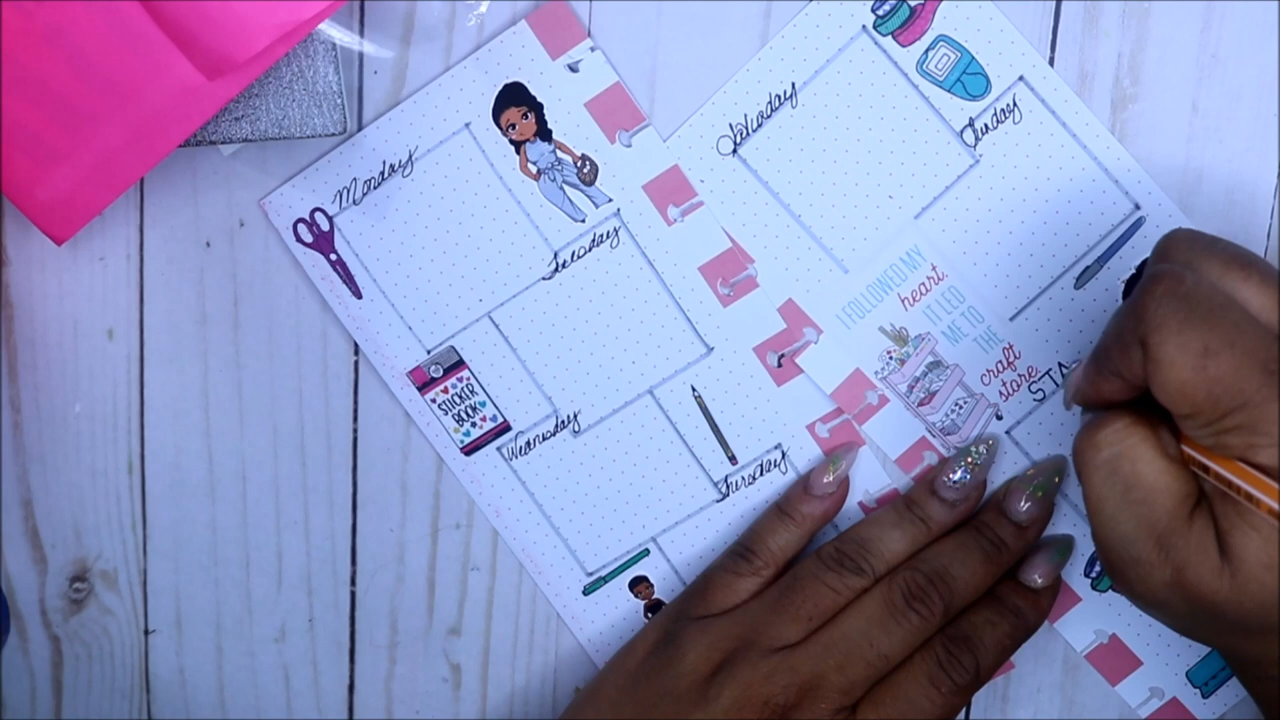 Monday
Tuesday
STICKER
BOOK
Wednesday
Thursday
Saturday
Sunday
I FOLLOWED MY
heart.
IT LED
ME TO
THE
craft
store.
STA